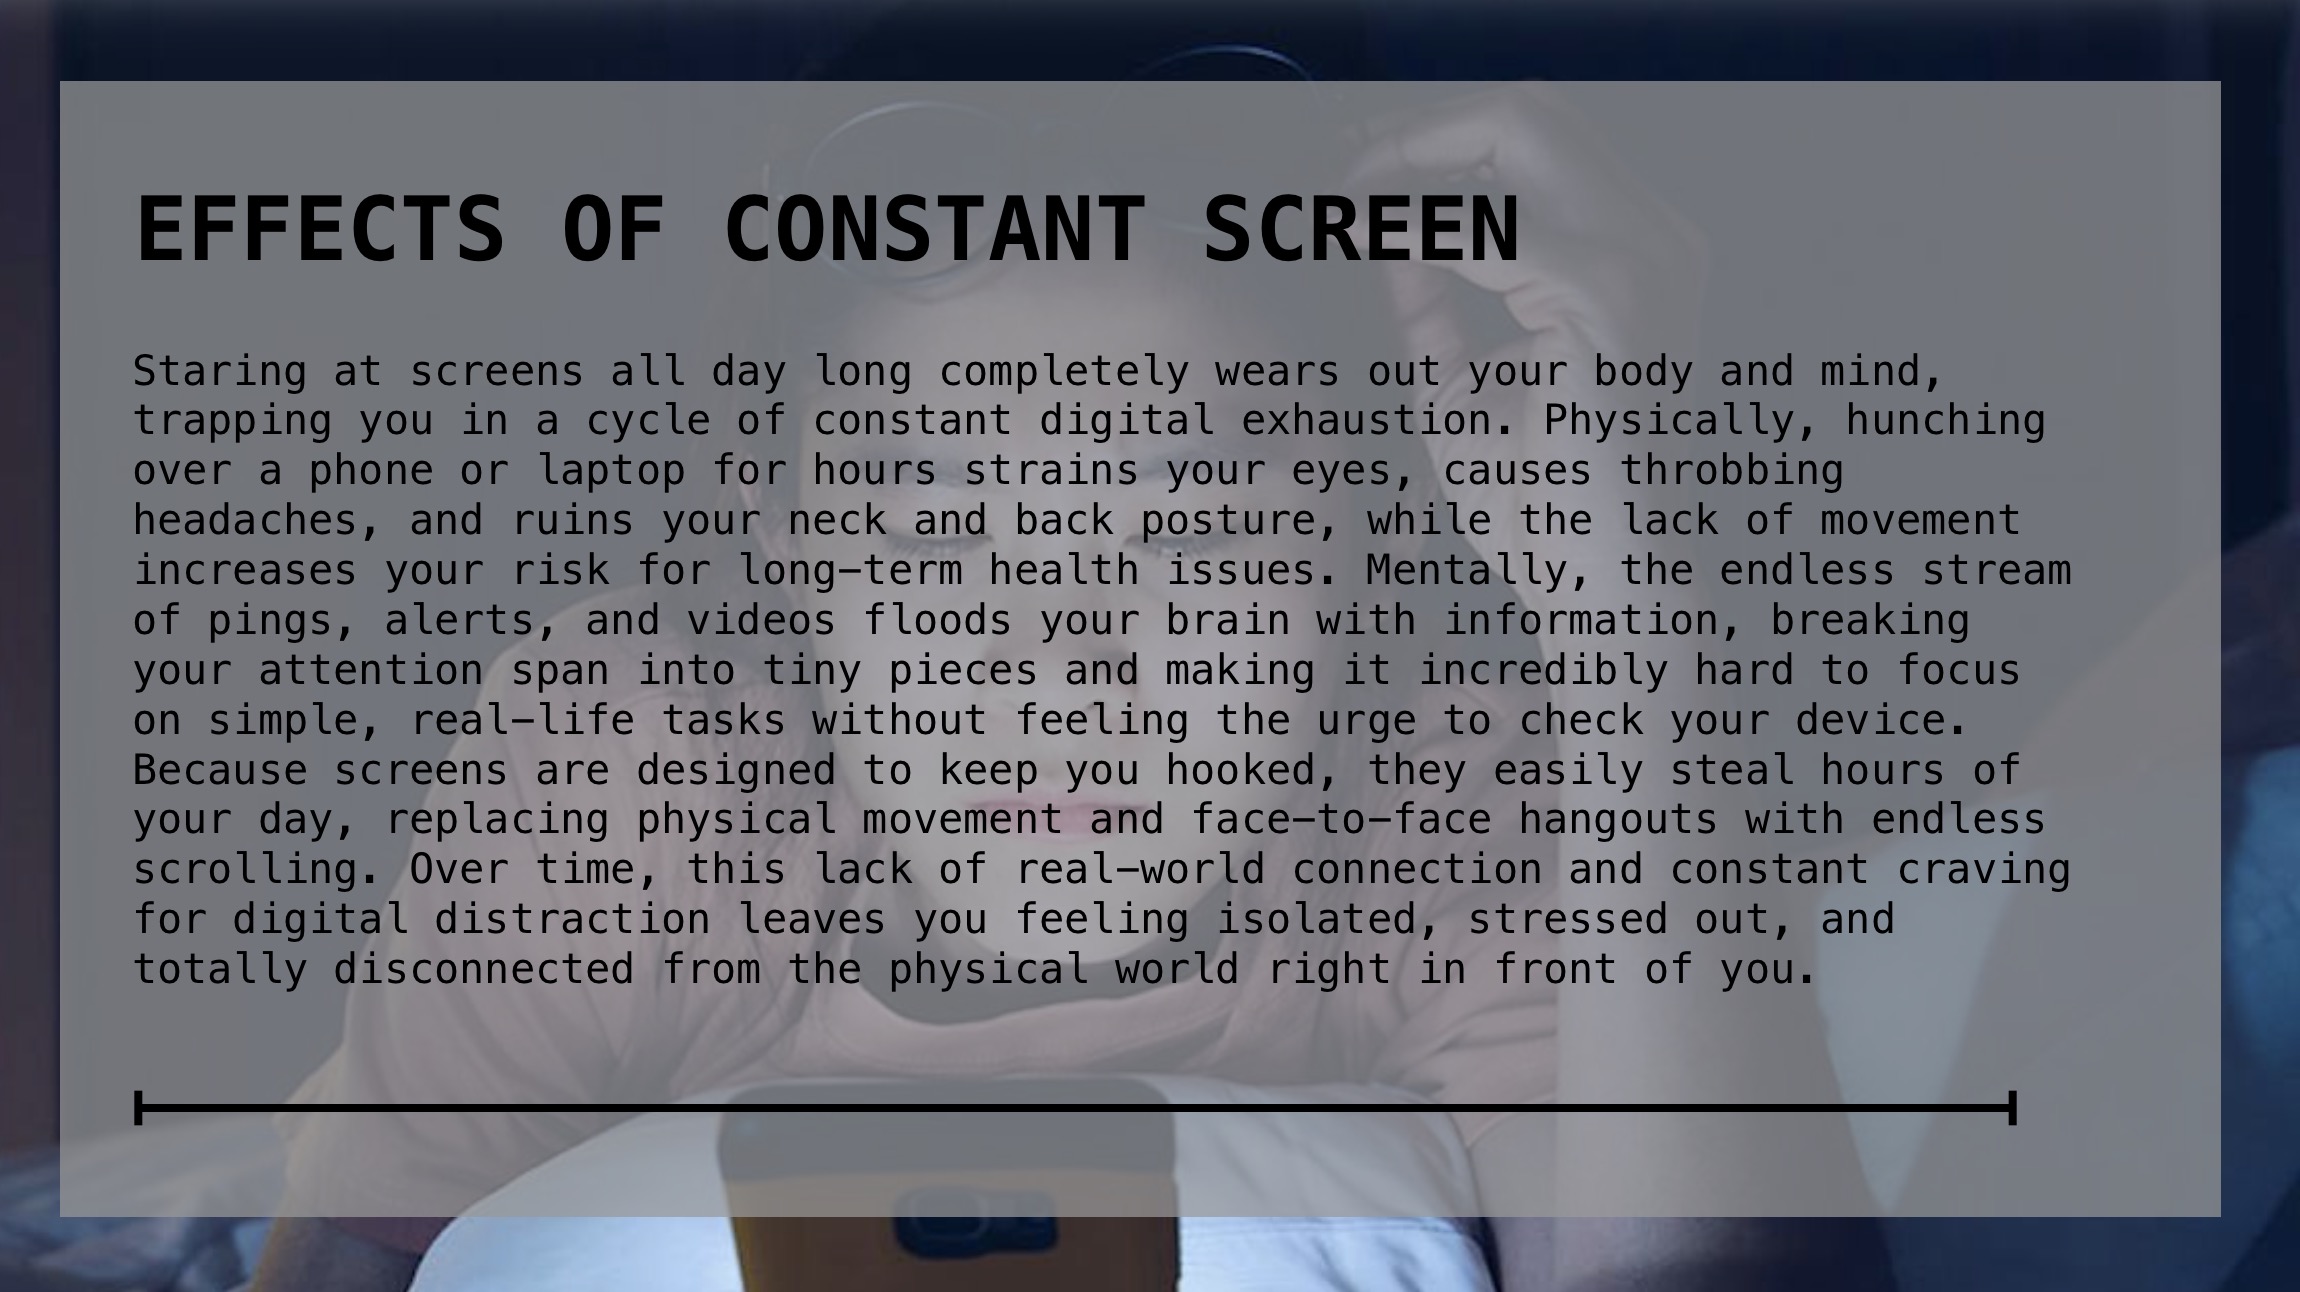 EFFECTS OF CONSTANT SCREEN
Staring at screens all day long completely wears out your body and mind,
trapping you in a cycle of constant digital exhaustion. Physically, hunching
over a phone or laptop for hours strains your eyes, causes throbbing
headaches, and ruins your neck and back posture, while the lack of movement
increases your risk for long-term health issues. Mentally, the endless stream
of pings, alerts, and videos floods your brain with information, breaking
your attention span into tiny pieces and making it incredibly hard to focus
on simple, real-life tasks without feeling the urge to check your device.
Because screens are designed to keep you hooked, they easily steal hours of
your day, replacing physical movement and face-to-face hangouts with endless
scrolling. Over time, this lack of real-world connection and constant craving
for digital distraction leaves you feeling isolated, stressed out, and
totally disconnected from the physical world right in front of you.